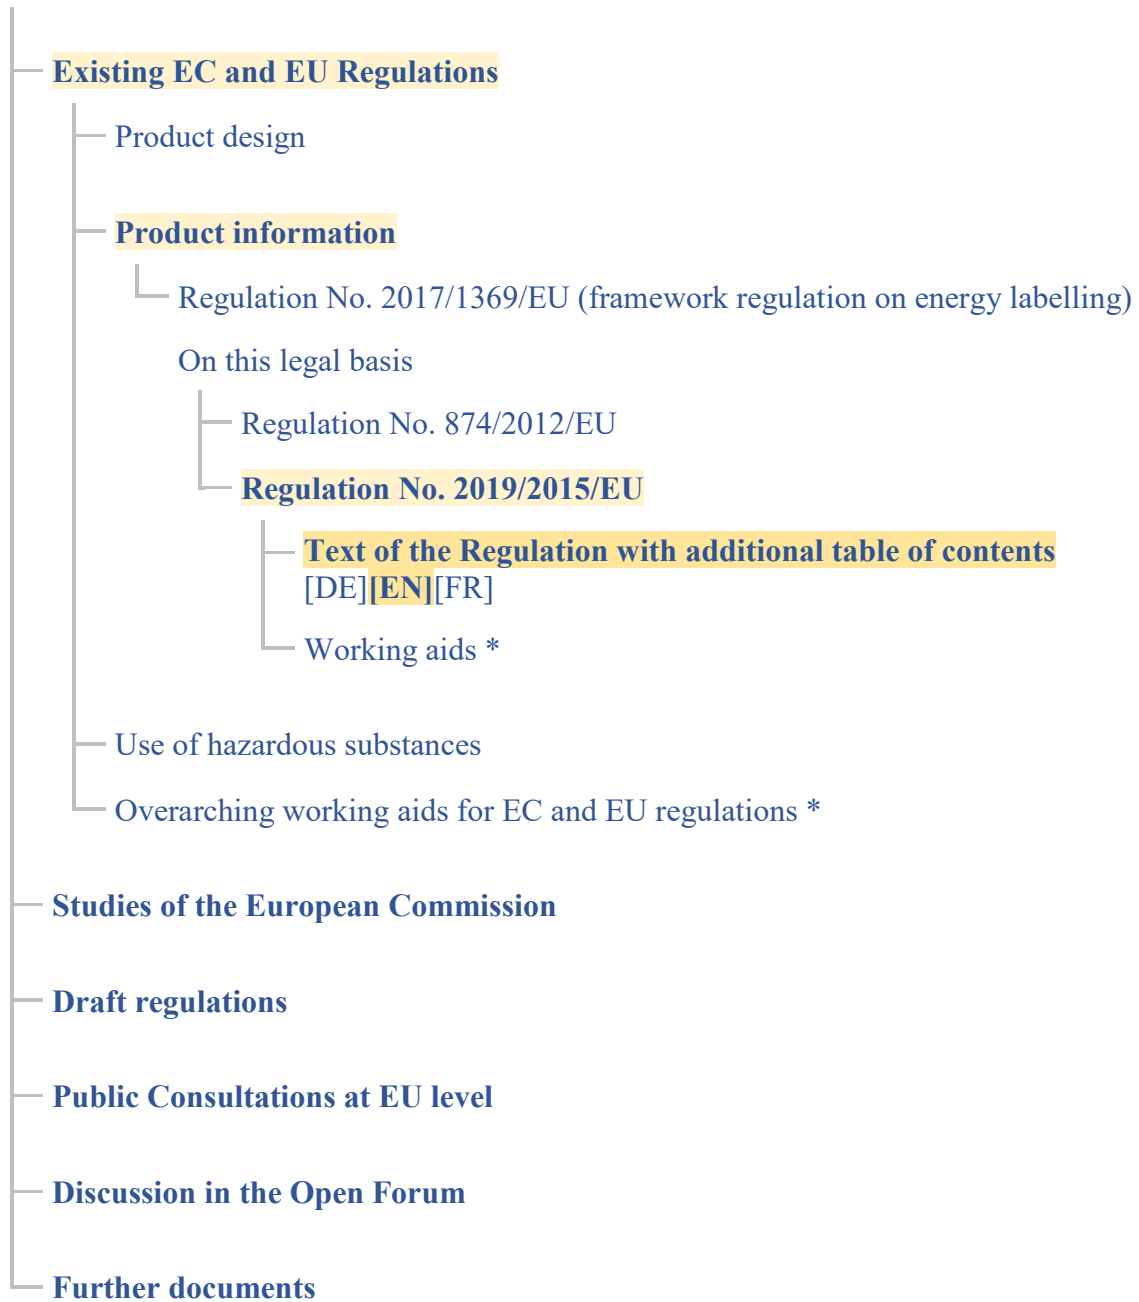 Existing EC and EU Regulations
Product design
Product information
Regulation No. 2017/1369/EU (framework regulation on energy labelling)
On this legal basis
Regulation No. 874/2012/EU
Regulation No. 2019/2015/EU
Text of the Regulation with additional table of contents
[DE][EN][FR]
Working aids *
Use of hazardous substances
Overarching working aids for EC and EU regulations *
Studies of the European Commission
Draft regulations
Public Consultations at EU level
Discussion in the Open Forum
Further documents